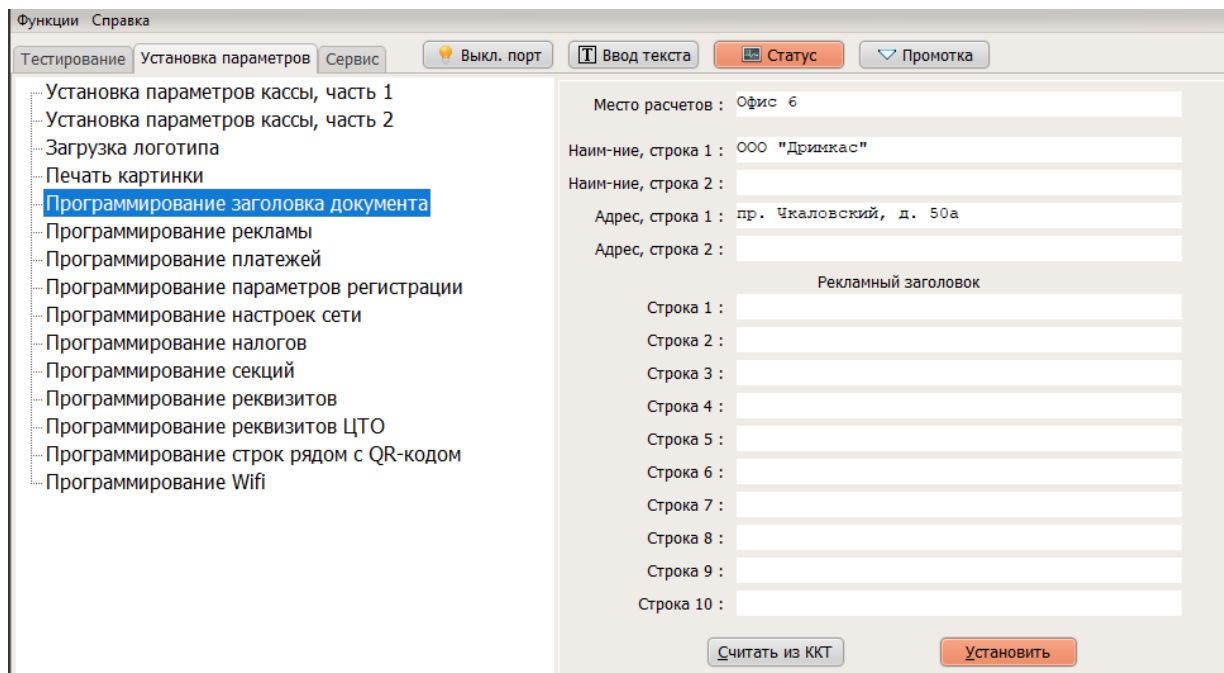 Функции Справка
Тестирование Установка параметров Сервис Выкл. порт Ввод текста Статус Промотка
Установка параметров кассы, часть 1
Установка параметров кассы, часть 2
Загрузка логотипа
Печать картинки
Программирование заголовка документа
Программирование рекламы
Программирование платежей
Программирование параметров регистрации
Программирование настроек сети
Программирование налогов
Программирование секций
Программирование реквизитов
Программирование реквизитов ЦТО
Программирование строк рядом с QR-кодом
Программирование Wifi
Место расчетов : Офис 6
Наим-ние, строка 1 : ООО "Дримкас"
Наим-ние, строка 2 :
Адрес, строка 1 : пр. Чкаловский, д. 50а
Адрес, строка 2 :
Рекламный заголовок
Строка 1 :
Строка 2 :
Строка 3 :
Строка 4 :
Строка 5 :
Строка 6 :
Строка 7 :
Строка 8 :
Строка 9 :
Строка 10 :
Считать из ККТ Установить